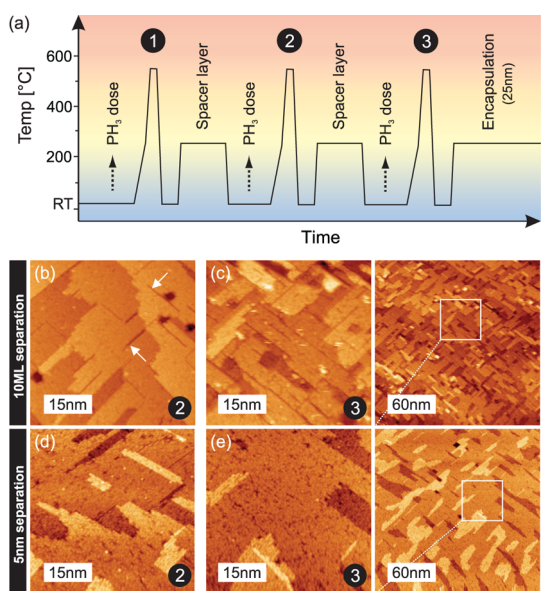 (a)
Temp [°C]
600
400
200
RT
1
2
3
PH3 dose
Spacer layer
PH3 dose
Spacer layer
PH3 dose
Encapsulation
(25nm)
Time
10ML separation
(b)
15nm
2
(c)
15nm
3
60nm
5nm separation
(d)
15nm
2
(e)
15nm
3
60nm